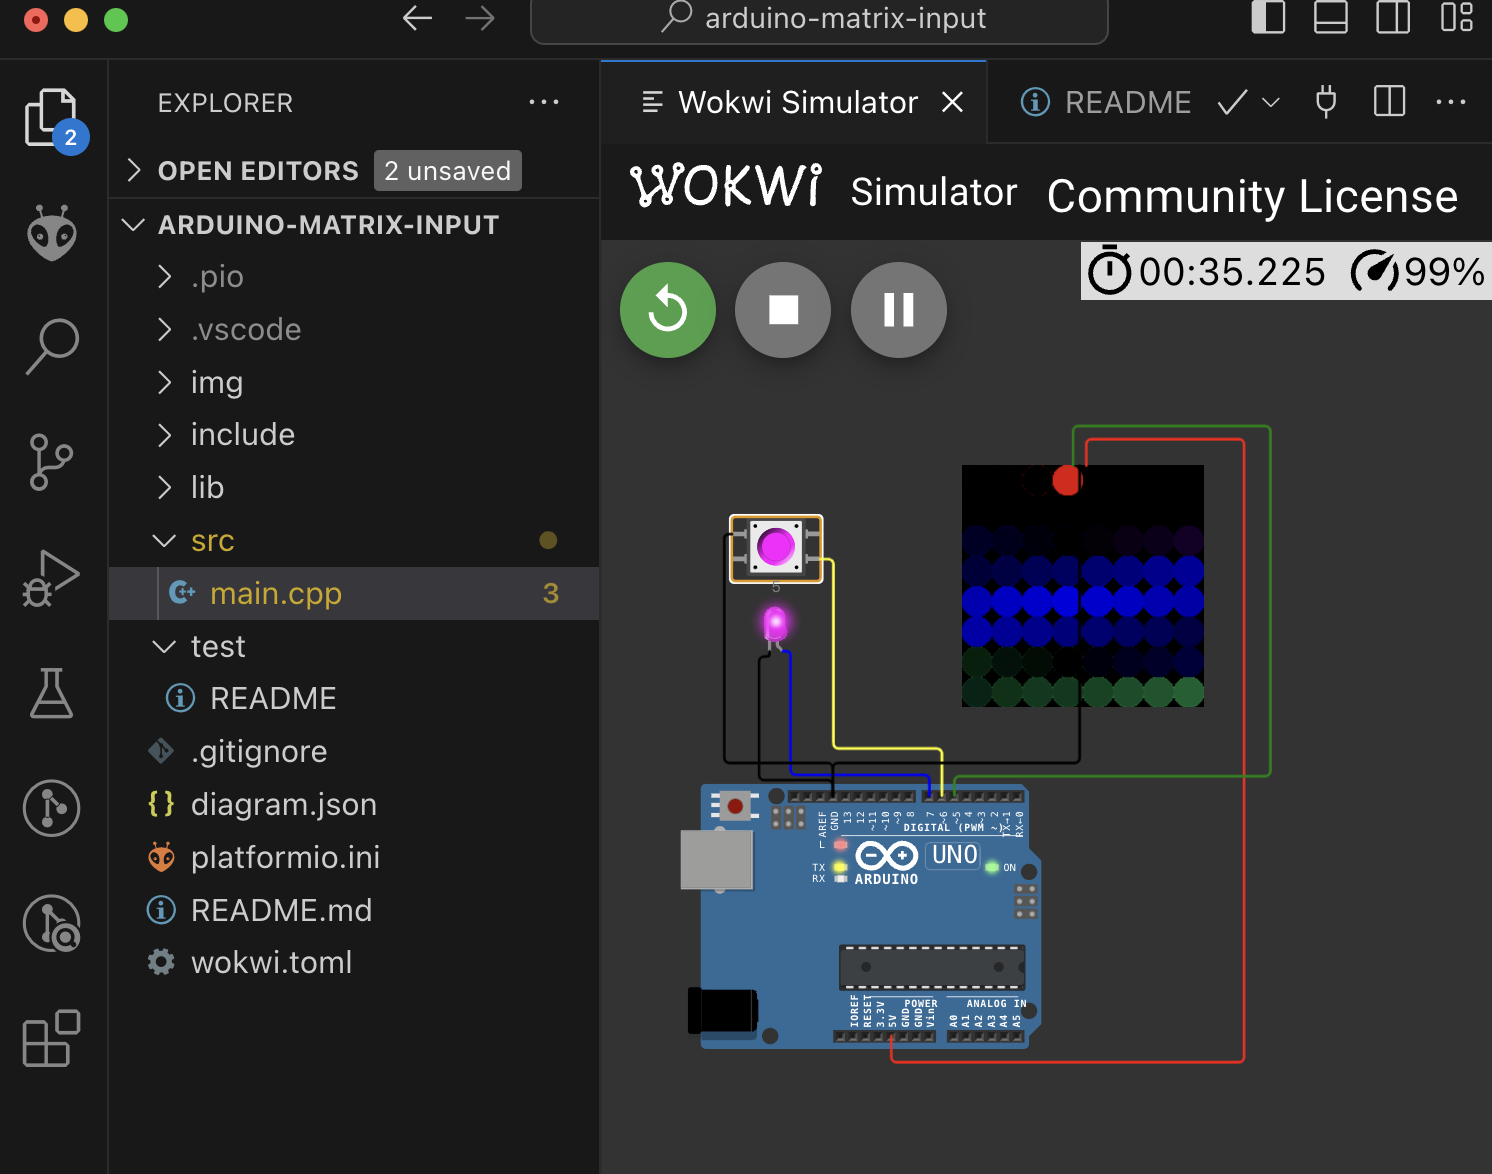 arduino-matrix-input
EXPLORER
Wokwi Simulator
README
2
OPEN EDITORS 2 unsaved
ARDUINO-MATRIX-INPUT
.pio
.vscode
img
include
lib
src
main.cpp 3
test
README
.gitignore
diagram.json
platformio.ini
README.md
wokwi.toml
WOKWi Simulator Community License
00:35.225 99%
5
AREF
GND
13
12
~11
~10
~9
8
7
~6
~5
4
~3
2
TX→1
RX←0
DIGITAL (PWM ~)
TX
RX
ARDUINO
UNO
ON
IOREF
RESET
3.3V
5V
GND
GND
Vin
POWER
ANALOG IN
A0
A1
A2
A3
A4
A5